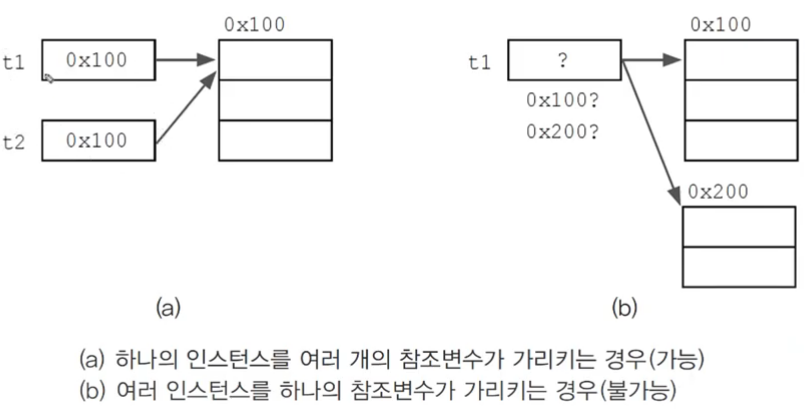 0x100
t1 0x100
t2 0x100
(a)
0x100
t1 ?
0x100?
0x200?
0x200
(b)
(a) 하나의 인스턴스를 여러 개의 참조변수가 가리키는 경우(가능)
(b) 여러 인스턴스를 하나의 참조변수가 가리키는 경우(불가능)